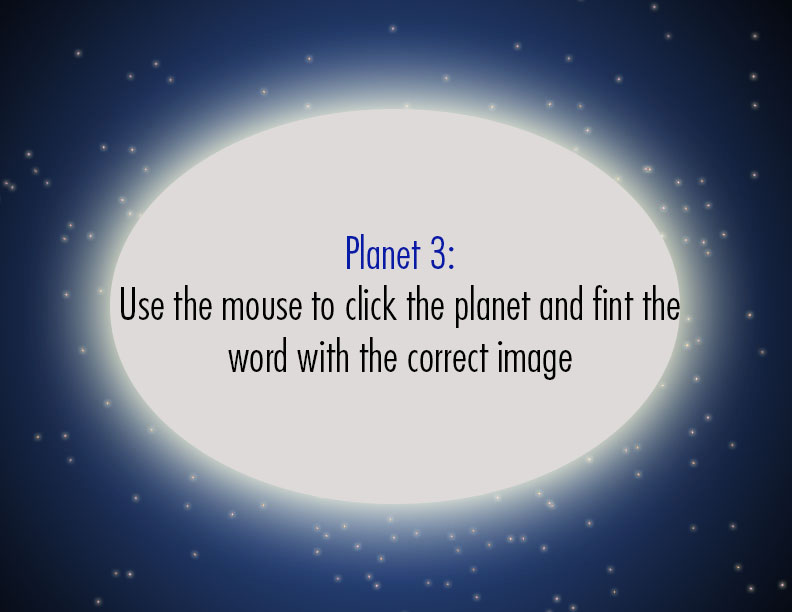 Planet 3:
Use the mouse to click the planet and fint the
word with the correct image